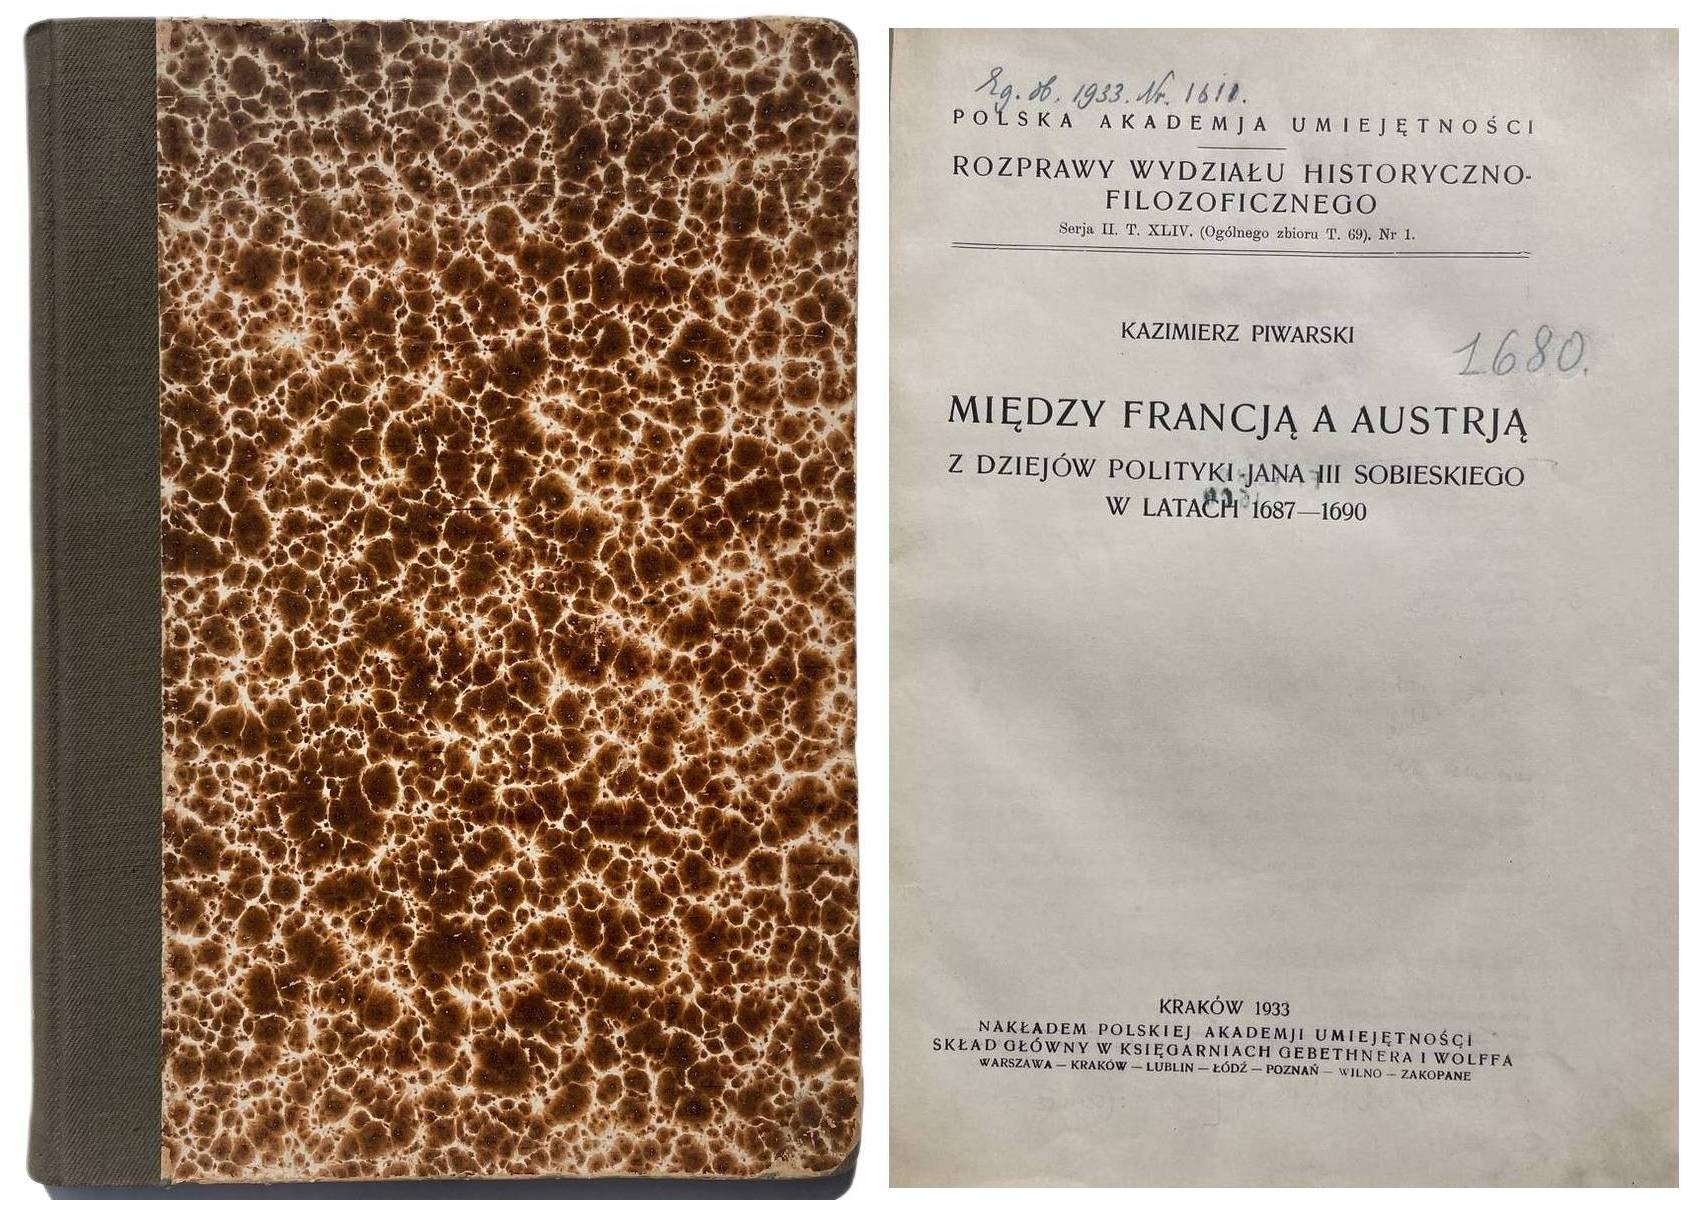 Eg. ob. 1933. Nr. 1611.
POLSKA AKADEMJA UMIEJĘTNOŚCI
ROZPRAWY WYDZIAŁU HISTORYCZNO-
FILOZOFICZNEGO
Serja II. T. XLIV. (Ogólnego zbioru T. 69). Nr 1.
KAZIMIERZ PIWARSKI
1680.
MIĘDZY FRANCJĄ A AUSTRJĄ
Z DZIEJÓW POLITYKI JANA III SOBIESKIEGO
W LATACH 1687—1690
KRAKÓW 1933
NAKŁADEM POLSKIEJ AKADEMJI UMIEJĘTNOŚCI
SKŁAD GŁÓWNY W KSIĘGARNIACH GEBETHNERA I WOLFFA
WARSZAWA — KRAKÓW — LUBLIN — ŁÓDŹ — POZNAŃ — WILNO — ZAKOPANE